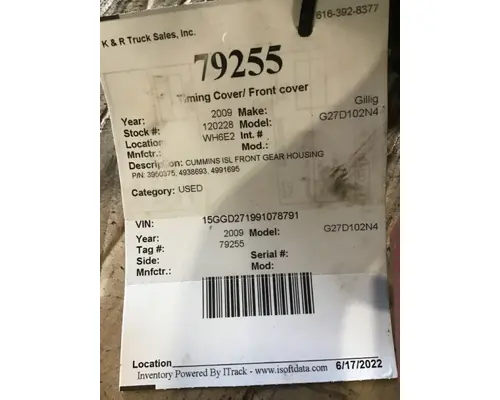 K & R Truck Sales, Inc. 616-392-8377
79255
Timing Cover/ Front cover
Year: 2009 Make: Gillig
Stock #: 120228 Model: G27D102N4
Location WH6E2 Int. #
Mnfctr.: Mod.:
Description: CUMMINS ISL FRONT GEAR HOUSING
P/N: 3950375, 4938693, 4991695
Category: USED
VIN: 15GGD271991078791
Year: 2009 Model: G27D102N4
Tag #: 79255
Side: Serial #:
Mnfctr.: Mod:
Location
Inventory Powered By ITrack - www.isoftdata.com 6/17/2022